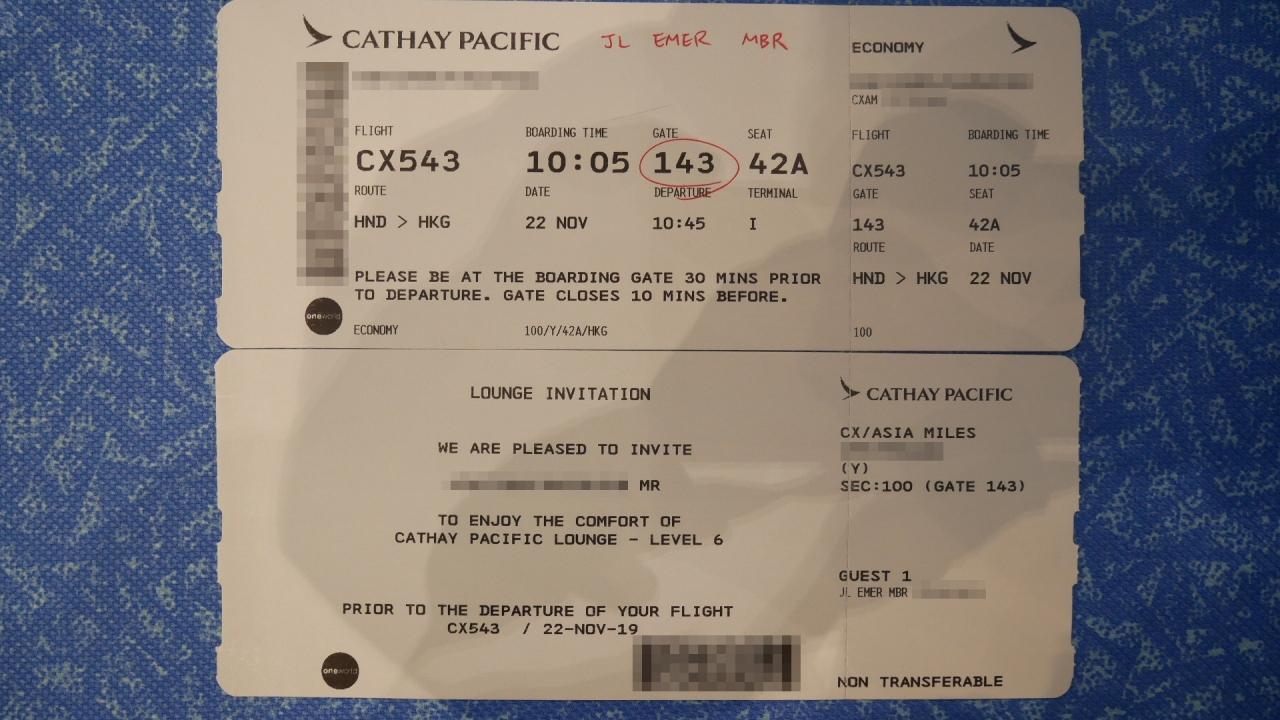 CATHAY PACIFIC JL EMER MBR
FLIGHT BOARDING TIME GATE SEAT
CX543 10:05 143 42A
ROUTE DATE DEPARTURE TERMINAL
HND > HKG 22 NOV 10:45 I
PLEASE BE AT THE BOARDING GATE 30 MINS PRIOR
TO DEPARTURE. GATE CLOSES 10 MINS BEFORE.
oneworld
ECONOMY 100/Y/42A/HKG
ECONOMY
CXAM
FLIGHT BOARDING TIME
CX543 10:05
GATE SEAT
143 42A
ROUTE DATE
HND > HKG 22 NOV
100
LOUNGE INVITATION
WE ARE PLEASED TO INVITE
MR
TO ENJOY THE COMFORT OF
CATHAY PACIFIC LOUNGE - LEVEL 6
PRIOR TO THE DEPARTURE OF YOUR FLIGHT
CX543 / 22-NOV-19
oneworld
CATHAY PACIFIC
CX/ASIA MILES
(Y)
SEC:100 (GATE 143)
GUEST 1
JL EMER MBR
NON TRANSFERABLE